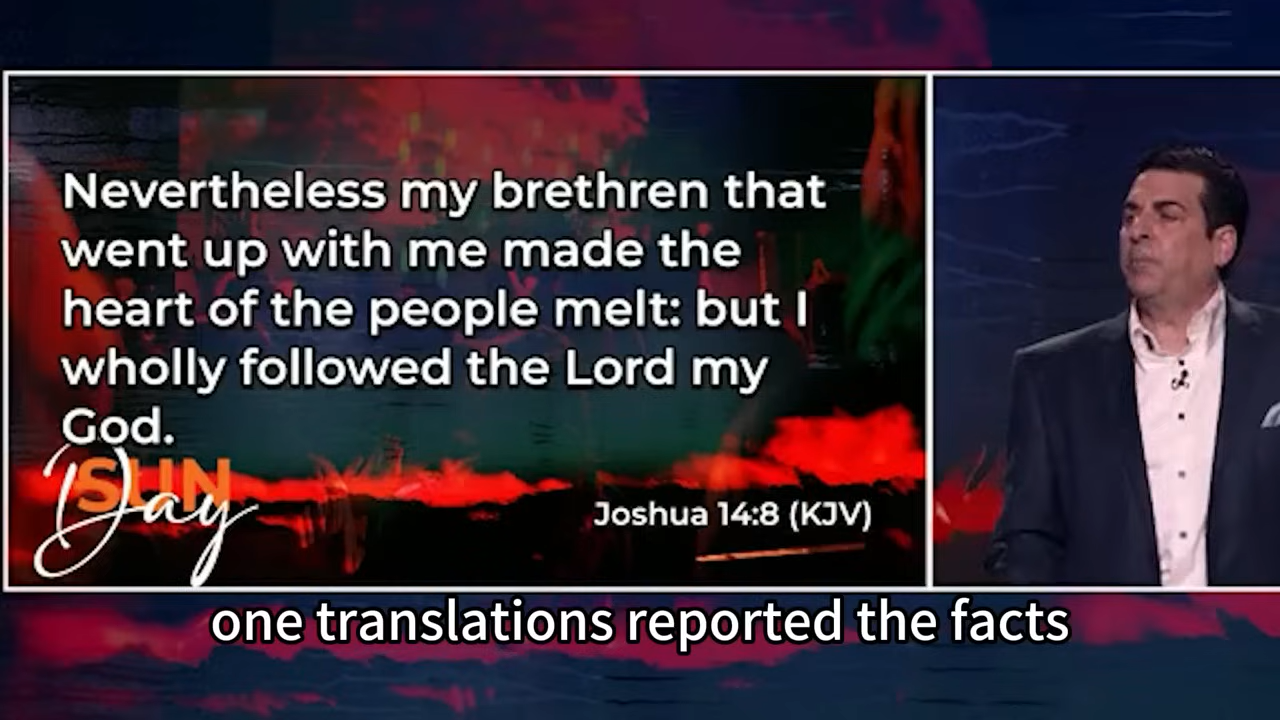 Nevertheless my brethren that
went up with me made the
heart of the people melt: but I
wholly followed the Lord my
God.
SUN
Day
Joshua 14:8 (KJV)
one translations reported the facts